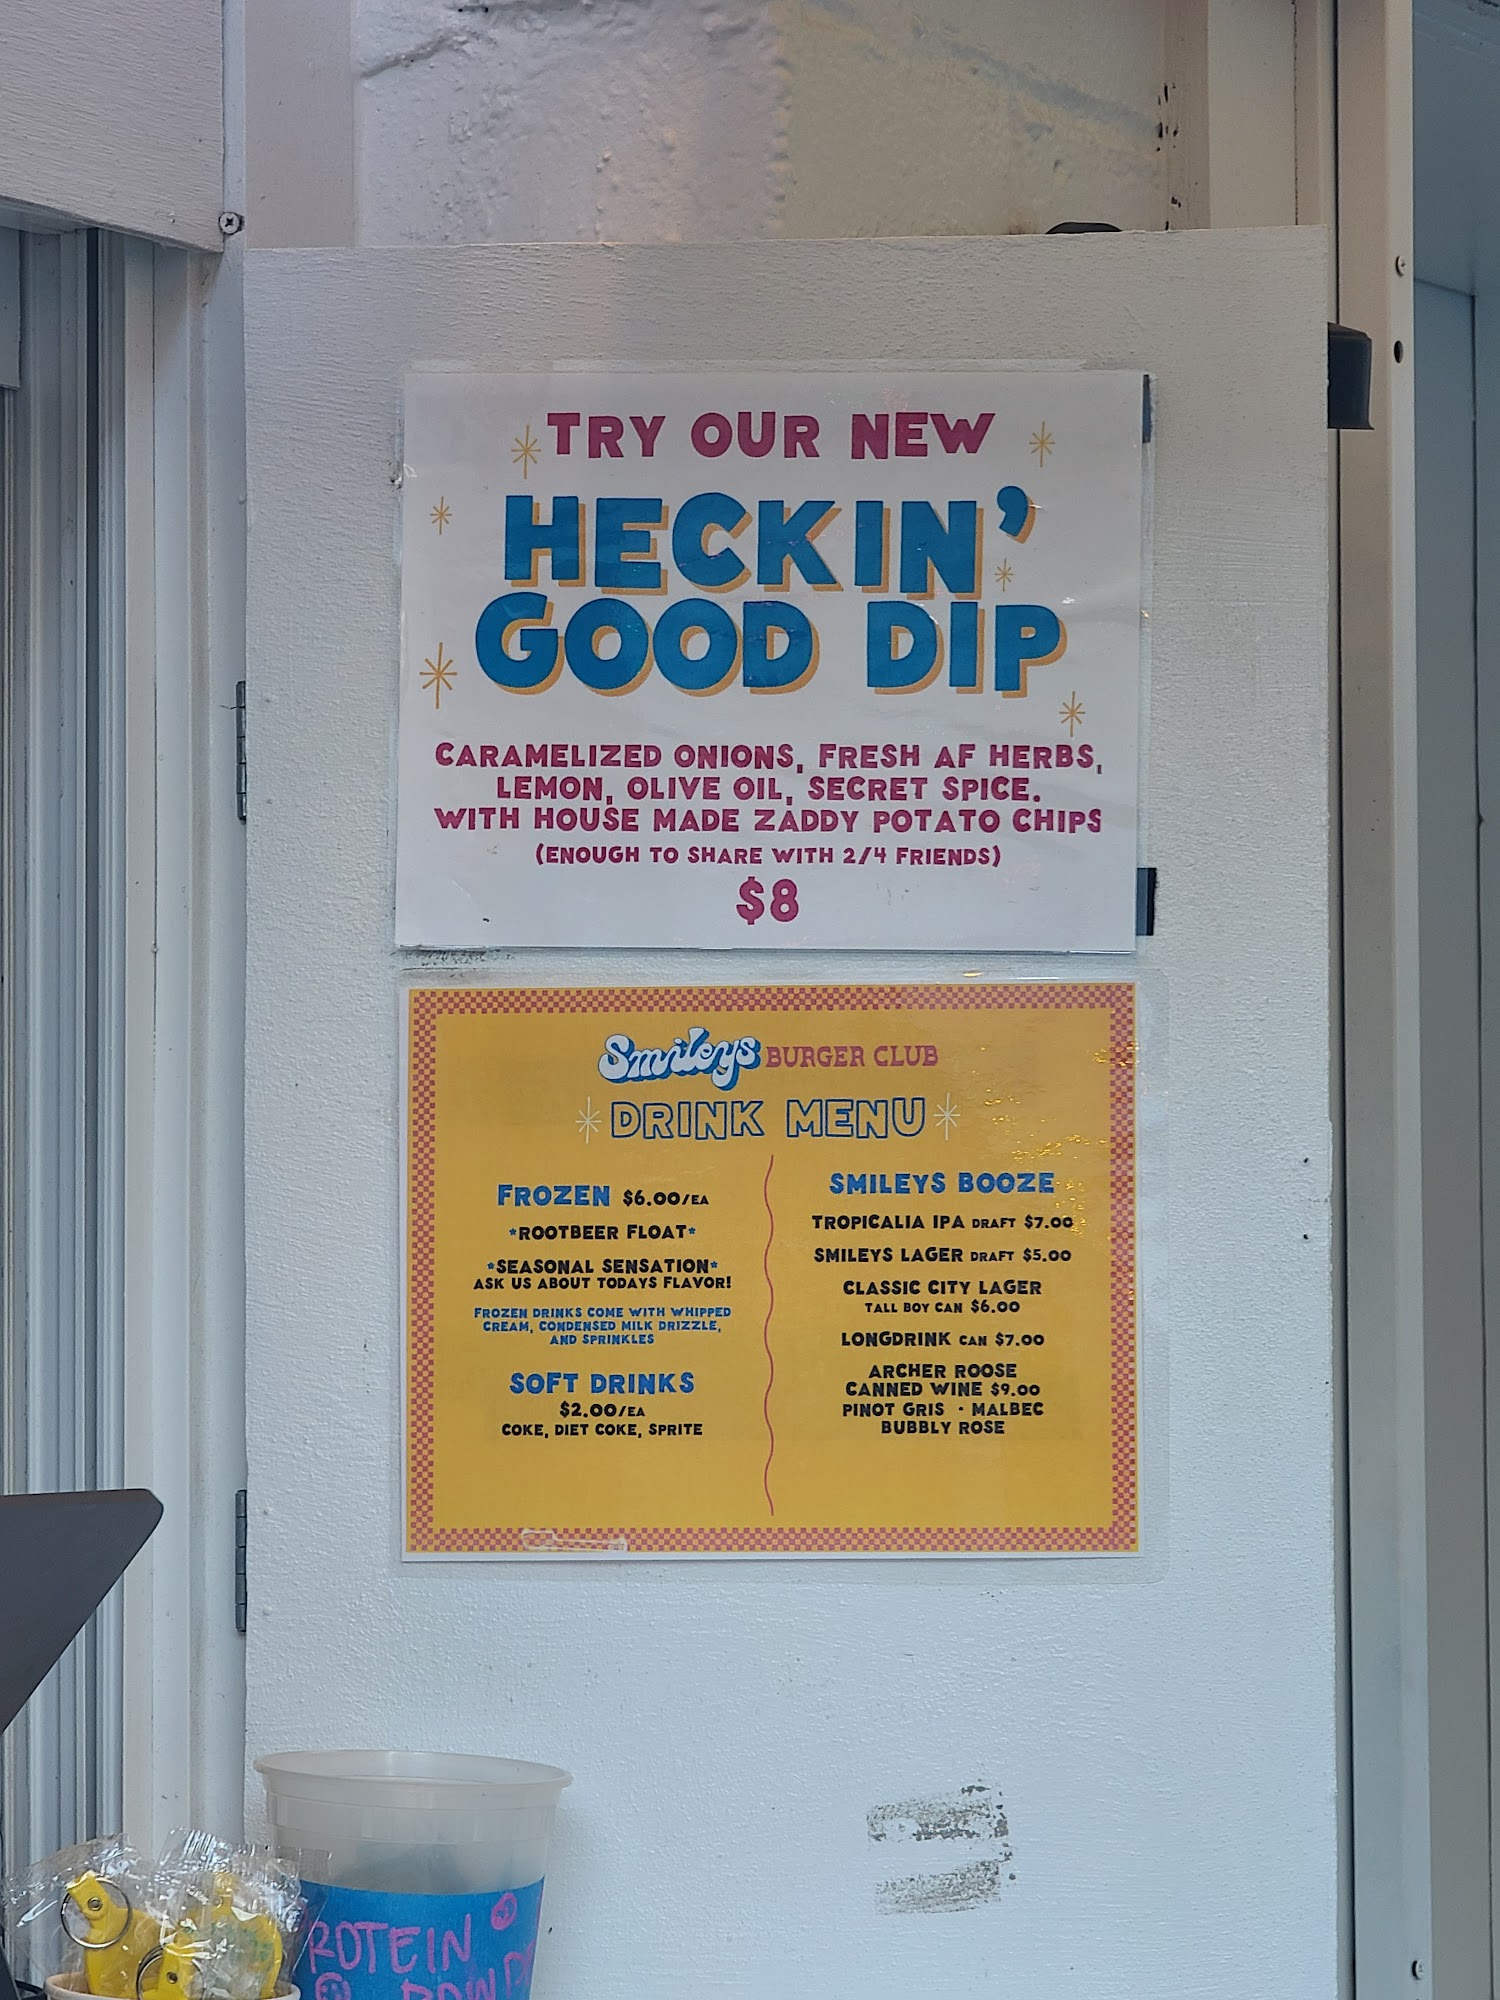 TRY OUR NEW
HECKIN'
GOOD DIP
CARAMELIZED ONIONS, FRESH AF HERBS,
LEMON, OLIVE OIL, SECRET SPICE.
WITH HOUSE MADE ZADDY POTATO CHIPS
(ENOUGH TO SHARE WITH 2/4 FRIENDS)
$8
Smileys BURGER CLUB
DRINK MENU
FROZEN $6.00/EA
*ROOTBEER FLOAT*
*SEASONAL SENSATION*
ASK US ABOUT TODAYS FLAVOR!
FROZEN DRINKS COME WITH WHIPPED
CREAM, CONDENSED MILK DRIZZLE,
AND SPRINKLES
SOFT DRINKS
$2.00/EA
COKE, DIET COKE, SPRITE
SMILEYS BOOZE
TROPICALIA IPA DRAFT $7.00
SMILEYS LAGER DRAFT $5.00
CLASSIC CITY LAGER
TALL BOY CAN $6.00
LONGDRINK CAN $7.00
ARCHER ROOSE
CANNED WINE $9.00
PINOT GRIS · MALBEC
BUBBLY ROSE
ROTEIN